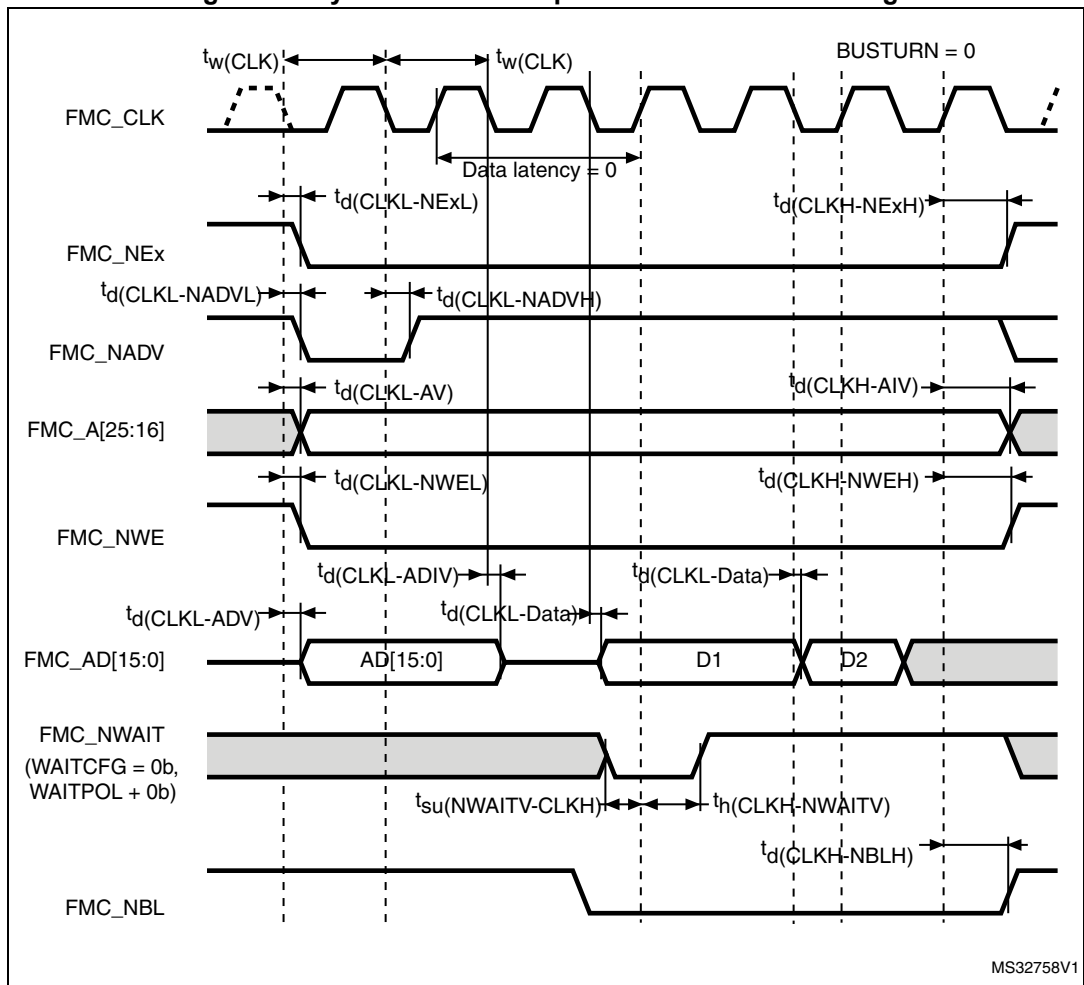 tw(CLK)
tw(CLK)
BUSTURN = 0
FMC_CLK
Data latency = 0
td(CLKL-NExL)
td(CLKH-NExH)
FMC_NEx
td(CLKL-NADVL)
td(CLKL-NADVH)
FMC_NADV
td(CLKL-AV)
td(CLKH-AIV)
FMC_A[25:16]
td(CLKL-NWEL)
td(CLKH-NWEH)
FMC_NWE
td(CLKL-ADIV)
td(CLKL-Data)
td(CLKL-ADV)
td(CLKL-Data)
FMC_AD[15:0]
AD[15:0]
D1
D2
FMC_NWAIT
(WAITCFG = 0b,
WAITPOL + 0b)
tsu(NWAITV-CLKH)
th(CLKH-NWAITV)
td(CLKH-NBLH)
FMC_NBL
MS32758V1